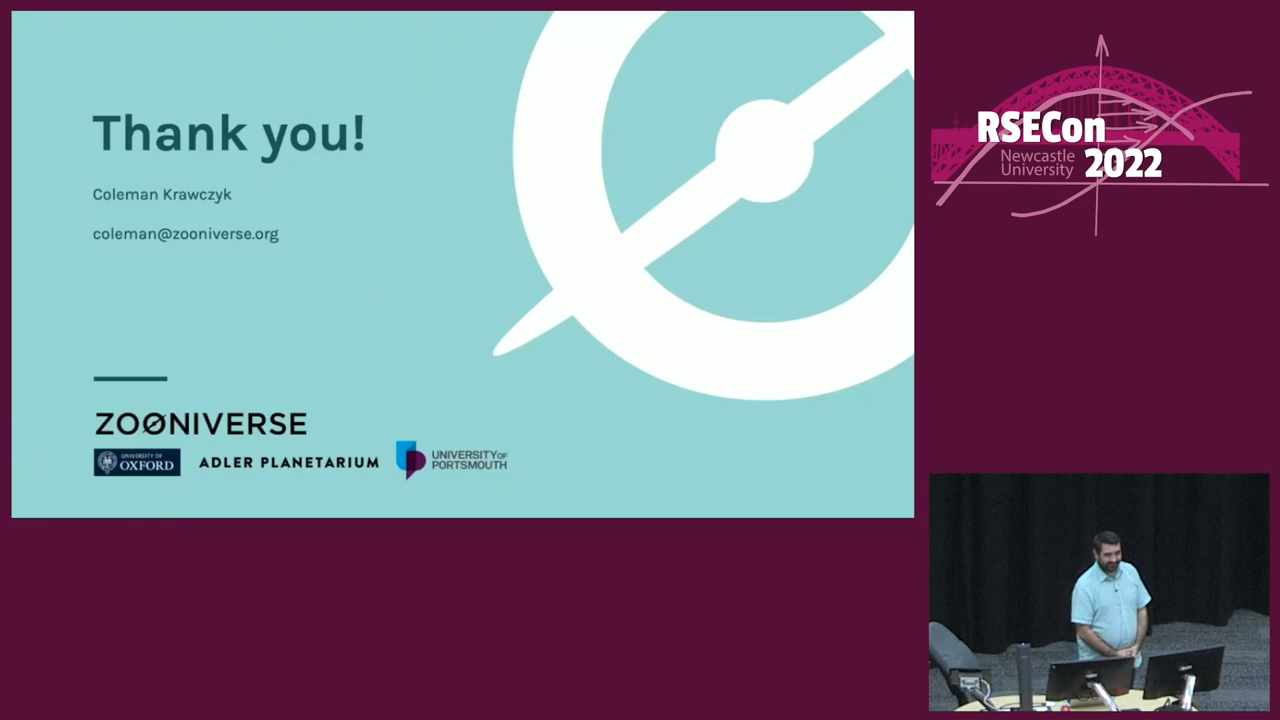 Thank you!
Coleman Krawczyk
coleman@zooniverse.org
ZOØNIVERSE
UNIVERSITY OF
OXFORD
ADLER PLANETARIUM
UNIVERSITY OF
PORTSMOUTH
RSECon
Newcastle
University
2022